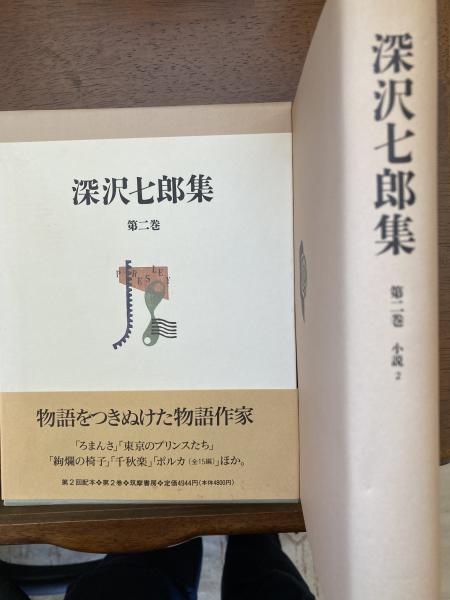 深沢七郎集
第二巻
PRESLEY
物語をつきぬけた物語作家
「ろまんさ」「東京のプリンスたち」
「絢爛の椅子」「千秋楽」「ポルカ(全15編)」ほか。
第2回配本❖第2巻❖筑摩書房❖定価4944円(本体4800円)
深沢七郎集
第二巻 小説 2